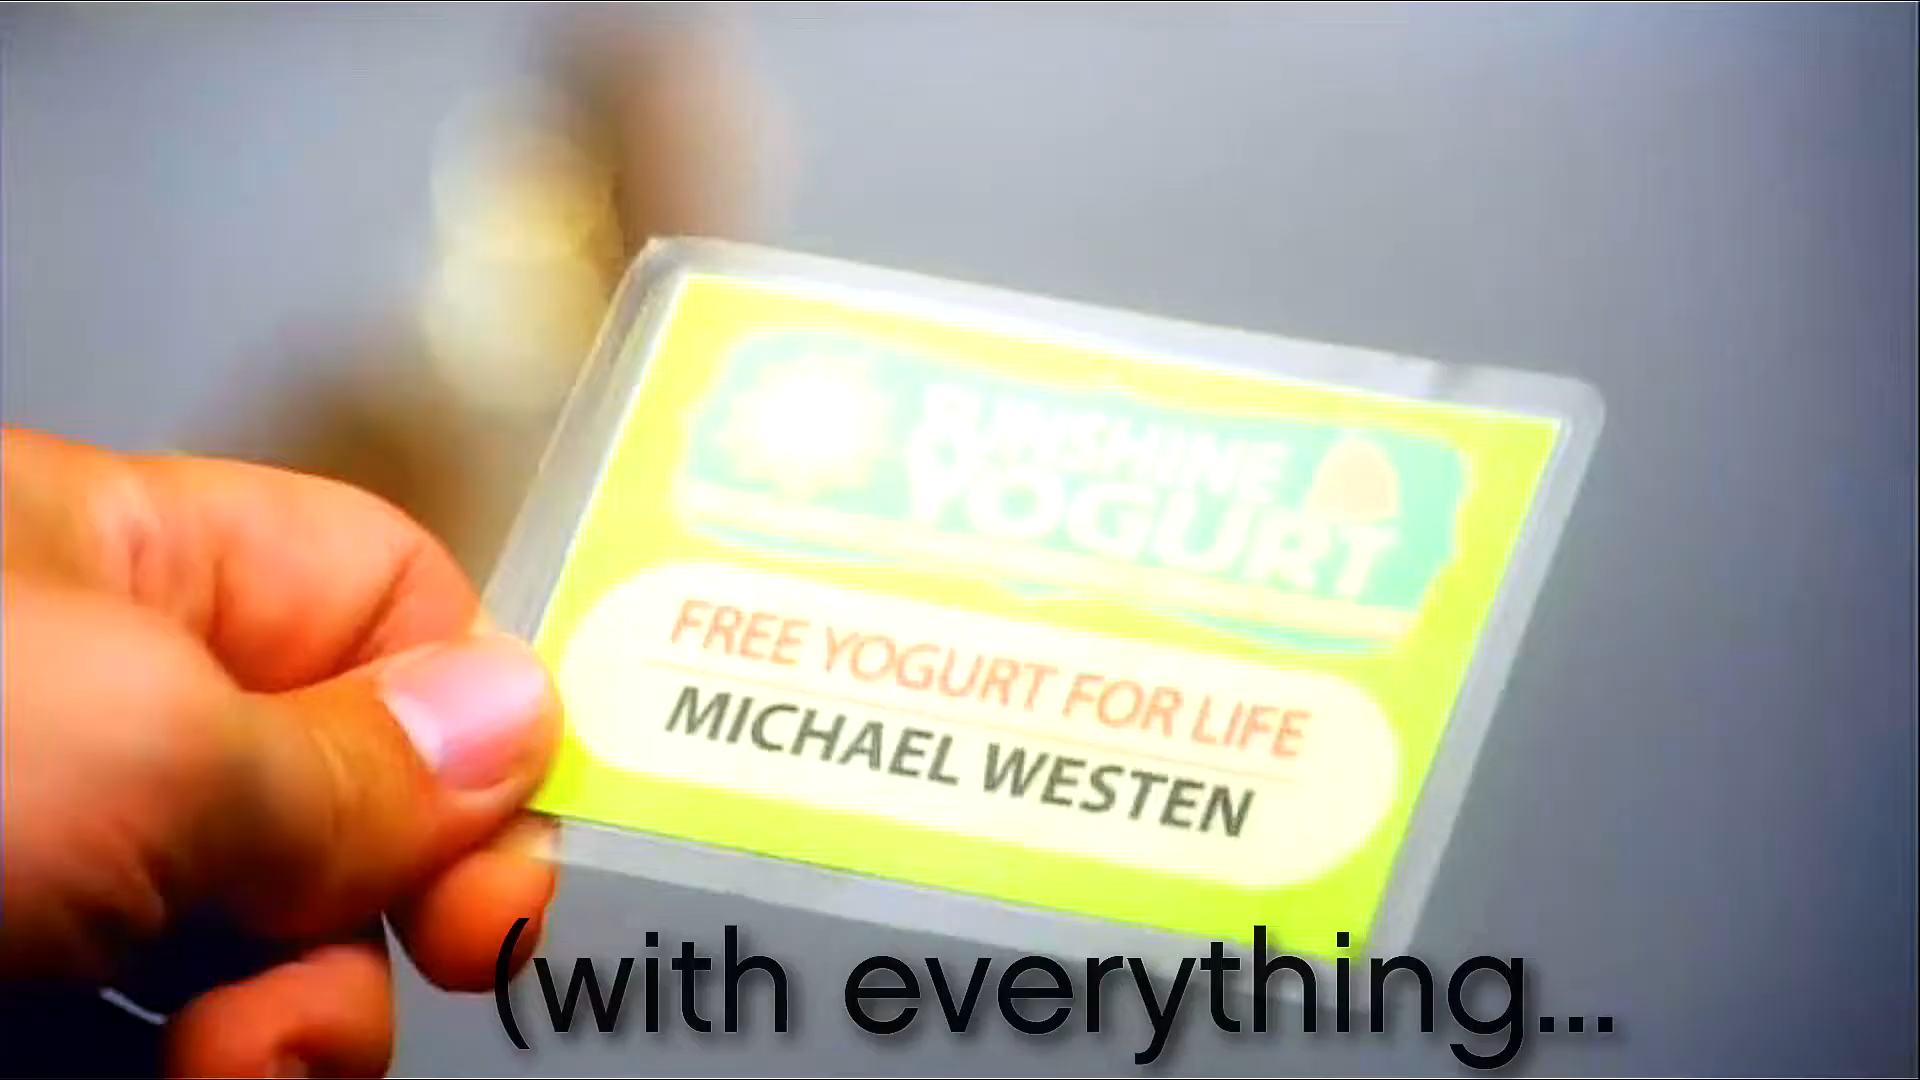 SUNSHINE
YOGURT
FREE YOGURT FOR LIFE
MICHAEL WESTEN
(with everything...